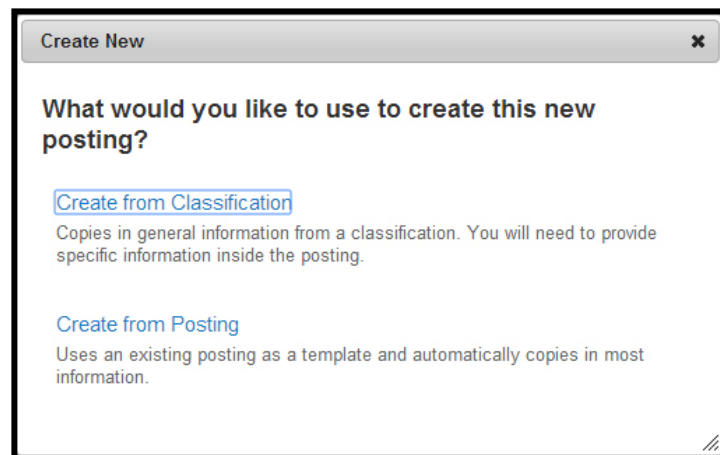 Create New
What would you like to use to create this new
posting?
Create from Classification
Copies in general information from a classification. You will need to provide
specific information inside the posting.
Create from Posting
Uses an existing posting as a template and automatically copies in most
information.